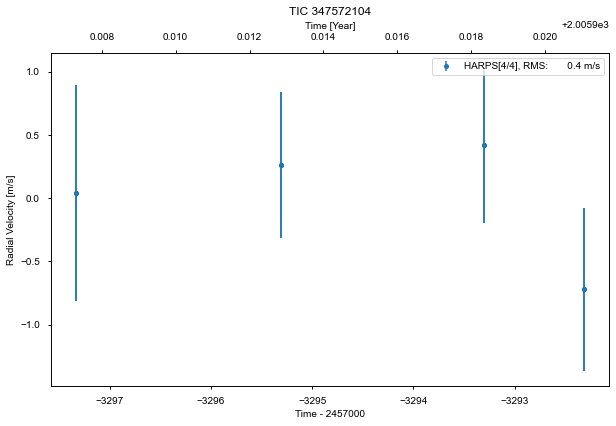 TIC 347572104
Time [Year]
0.008 0.010 0.012 0.014 0.016 0.018 0.020
+2.0059e3
HARPS[4/4], RMS: 0.4 m/s
1.0
0.5
0.0
−0.5
−1.0
Radial Velocity [m/s]
−3297 −3296 −3295 −3294 −3293
Time - 2457000